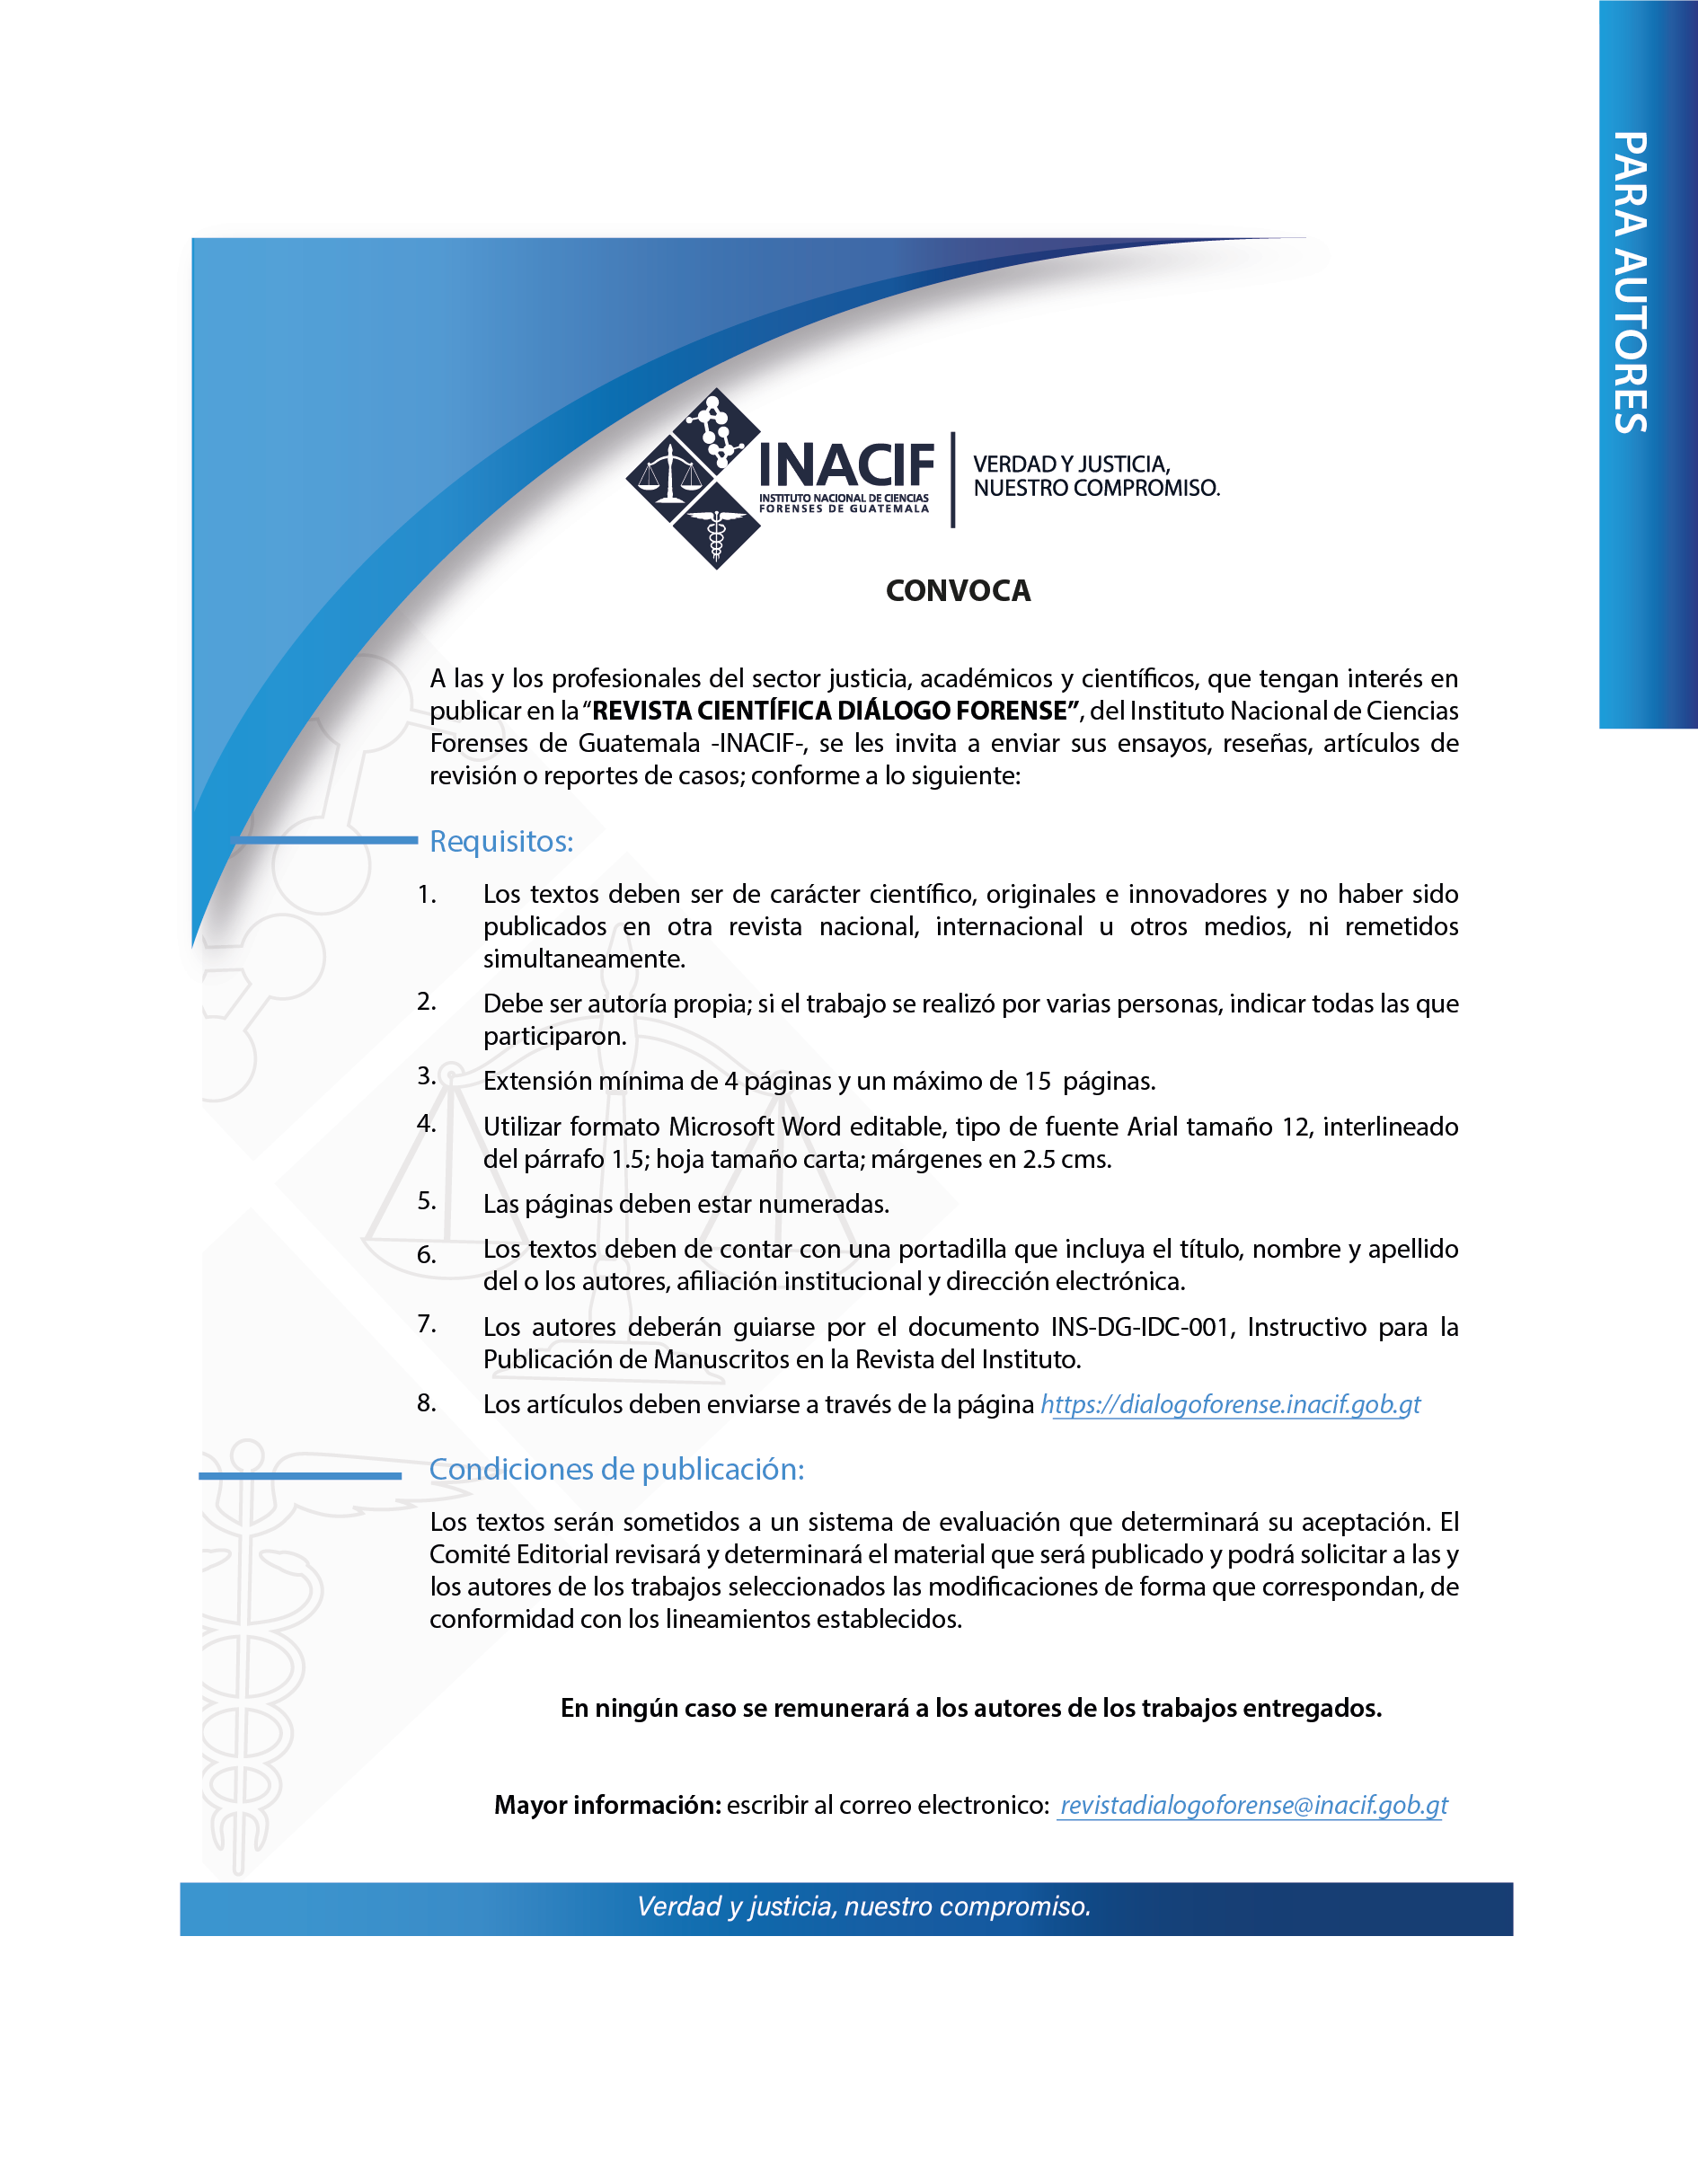 PARA AUTORES
INACIF
INSTITUTO NACIONAL DE CIENCIAS
FORENSES DE GUATEMALA
VERDAD Y JUSTICIA,
NUESTRO COMPROMISO.
CONVOCA
A las y los profesionales del sector justicia, académicos y científicos, que tengan interés en
publicar en la “REVISTA CIENTÍFICA DIÁLOGO FORENSE”, del Instituto Nacional de Ciencias
Forenses de Guatemala -INACIF-, se les invita a enviar sus ensayos, reseñas, artículos de
revisión o reportes de casos; conforme a lo siguiente:
Requisitos:
1. Los textos deben ser de carácter científico, originales e innovadores y no haber sido
publicados en otra revista nacional, internacional u otros medios, ni remetidos
simultaneamente.
2. Debe ser autoría propia; si el trabajo se realizó por varias personas, indicar todas las que
participaron.
3. Extensión mínima de 4 páginas y un máximo de 15 páginas.
4. Utilizar formato Microsoft Word editable, tipo de fuente Arial tamaño 12, interlineado
del párrafo 1.5; hoja tamaño carta; márgenes en 2.5 cms.
5. Las páginas deben estar numeradas.
6. Los textos deben de contar con una portadilla que incluya el título, nombre y apellido
del o los autores, afiliación institucional y dirección electrónica.
7. Los autores deberán guiarse por el documento INS-DG-IDC-001, Instructivo para la
Publicación de Manuscritos en la Revista del Instituto.
8. Los artículos deben enviarse a través de la página https://dialogoforense.inacif.gob.gt
Condiciones de publicación:
Los textos serán sometidos a un sistema de evaluación que determinará su aceptación. El
Comité Editorial revisará y determinará el material que será publicado y podrá solicitar a las y
los autores de los trabajos seleccionados las modificaciones de forma que correspondan, de
conformidad con los lineamientos establecidos.
En ningún caso se remunerará a los autores de los trabajos entregados.
Mayor información: escribir al correo electronico: revistadialogoforense@inacif.gob.gt
Verdad y justicia, nuestro compromiso.